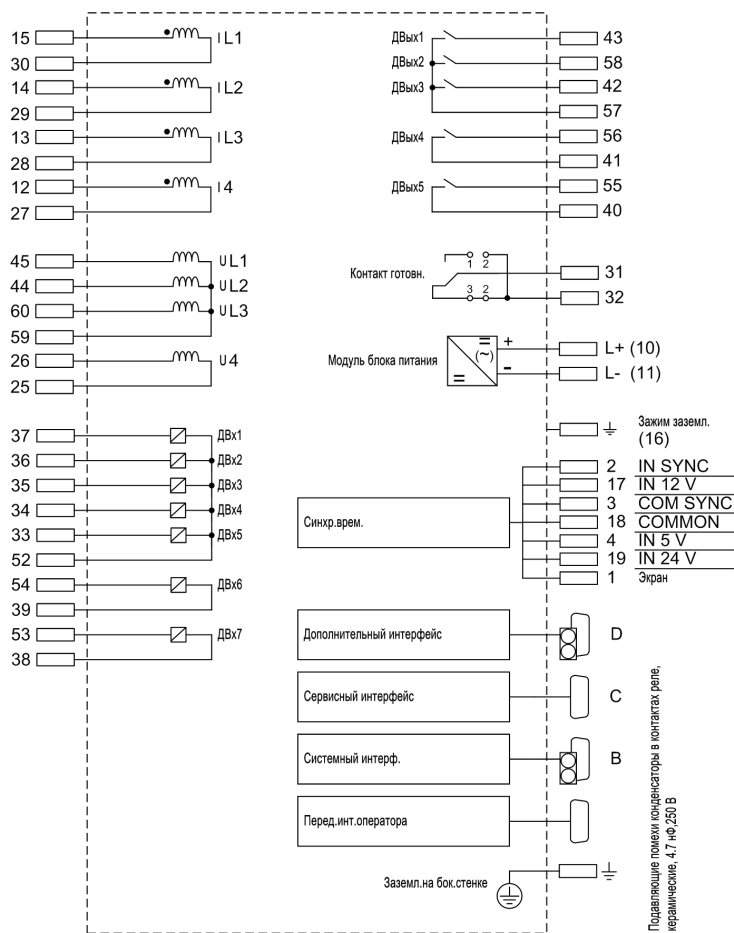 15
IL1
30
14
IL2
29
13
IL3
28
12
I4
27
45
UL1
44
UL2
60
UL3
59
26
U4
25
37
ДВх1
36
ДВх2
35
ДВх3
34
ДВх4
33
ДВх5
52
54
ДВх6
39
53
ДВх7
38
ДВых1
43
ДВых2
58
ДВых3
42
57
ДВых4
56
41
ДВых5
55
40
Контакт готовн.
1 2
3 2
31
32
Модуль блока питания
= (~) =
+
-
L+ (10)
L- (11)
Зажим заземл.
(16)
Синхр.врем.
2 IN SYNC
17 IN 12 V
3 COM SYNC
18 COMMON
4 IN 5 V
19 IN 24 V
1 Экран
Дополнительный интерфейс
D
Сервисный интерфейс
C
Системный интерф.
B
Перед.инт.оператора
Заземл.на бок.стенке
Подавляющие помехи конденсаторы в контактах реле,
керамические, 4.7 нФ,250 В